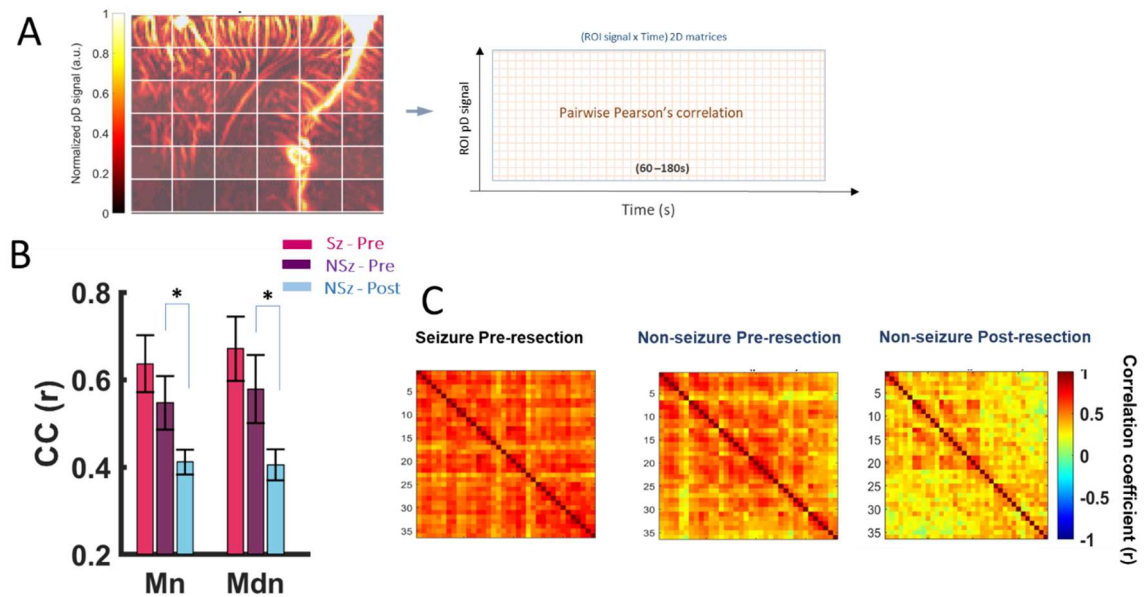 A
Normalized pD signal (a.u.)
1
0.8
0.6
0.4
0.2
0
(ROI signal x Time) 2D matrices
ROI pD signal
Pairwise Pearson's correlation
(60 –180s)
Time (s)
B
Sz - Pre
NSz - Pre
NSz - Post
CC (r)
0.8
0.6
0.4
0.2
*
*
Mn
Mdn
C
Seizure Pre-resection
5
10
15
20
25
30
35
Non-seizure Pre-resection
5
10
15
20
25
30
35
Non-seizure Post-resection
5
10
15
20
25
30
35
1
0.5
0
-0.5
-1
Correlation coefficient (r)